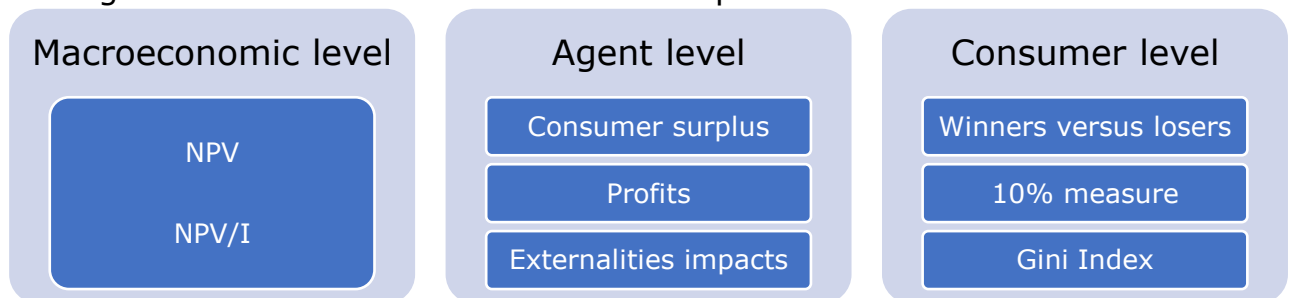 Macroeconomic level
NPV
NPV/I
Agent level
Consumer surplus
Profits
Externalities impacts
Consumer level
Winners versus losers
10% measure
Gini Index